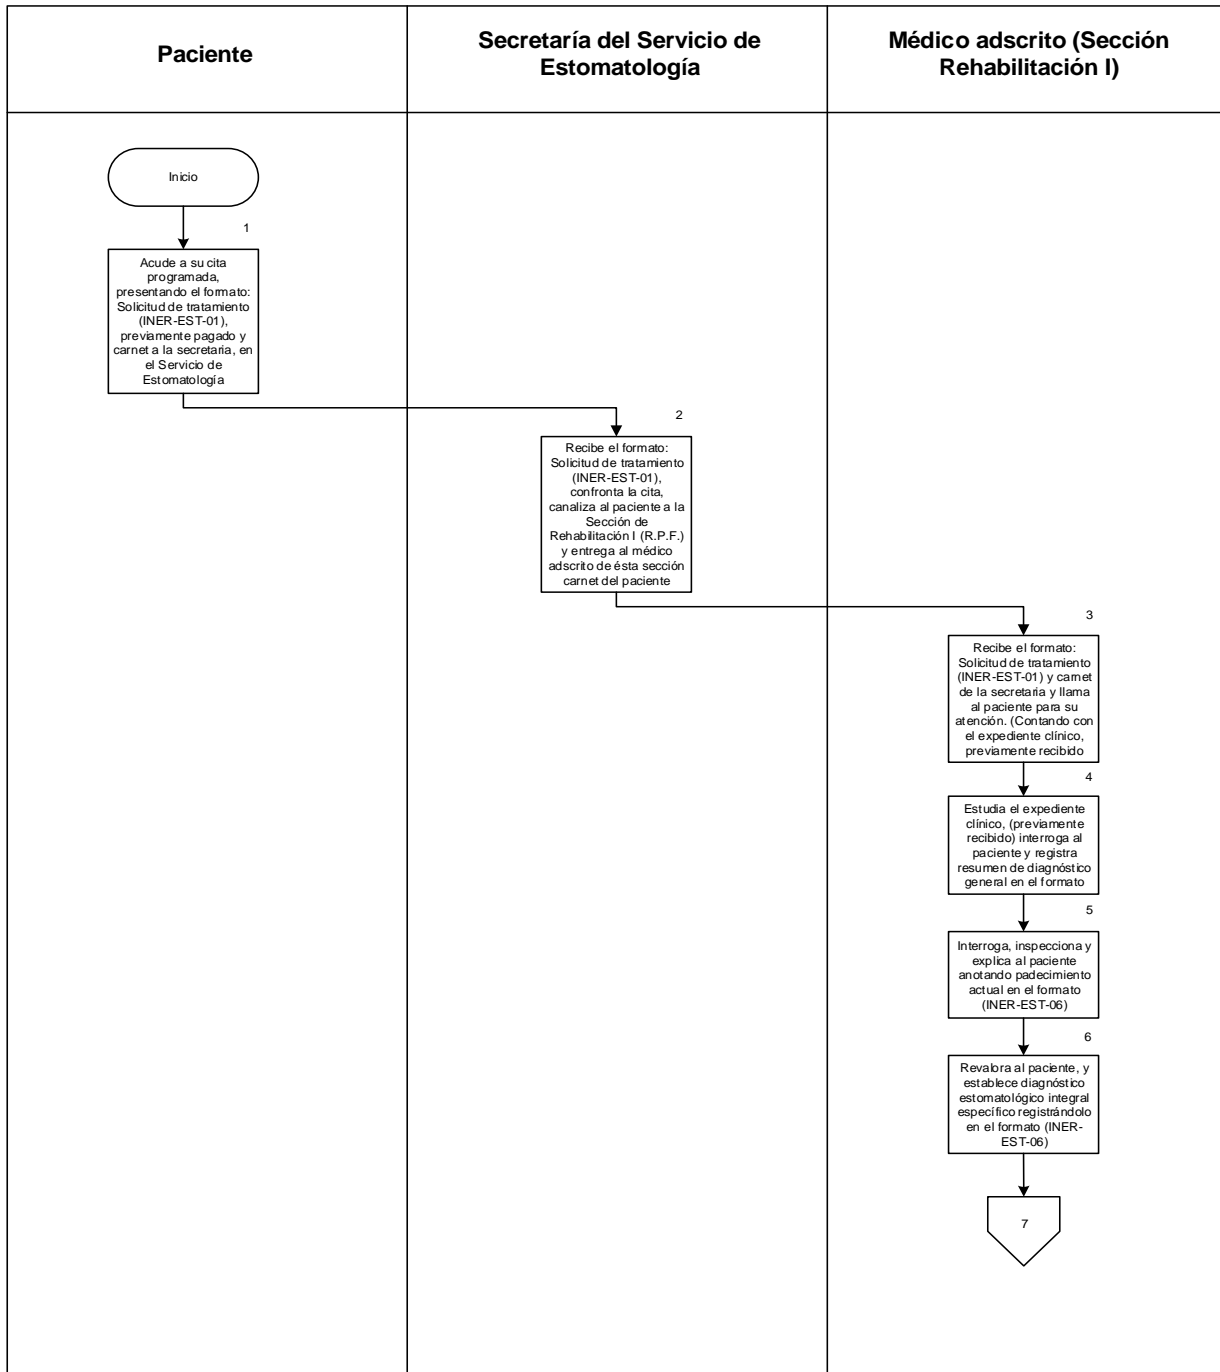 Paciente
Secretaría del Servicio de
Estomatología
Médico adscrito (Sección
Rehabilitación I)
Inicio
1
Acude a su cita
programada,
presentando el formato:
Solicitud de tratamiento
(INER-EST-01),
previamente pagado y
carnet a la secretaria, en
el Servicio de
Estomatología
2
Recibe el formato:
Solicitud de tratamiento
(INER-EST-01),
confronta la cita,
canaliza al paciente a la
Sección de
Rehabilitación I (R.P.F.)
y entrega al médico
adscrito de ésta sección
carnet del paciente
3
Recibe el formato:
Solicitud de tratamiento
(INER-EST-01) y carnet
de la secretaria y llama
al paciente para su
atención. (Contando con
el expediente clínico,
previamente recibido
4
Estudia el expediente
clínico, (previamente
recibido) interroga al
paciente y registra
resumen de diagnóstico
general en el formato
5
Interroga, inspecciona y
explica al paciente
anotando padecimiento
actual en el formato
(INER-EST-06)
6
Revalora al paciente, y
establece diagnóstico
estomatológico integral
específico registrándolo
en el formato (INER-
EST-06)
7